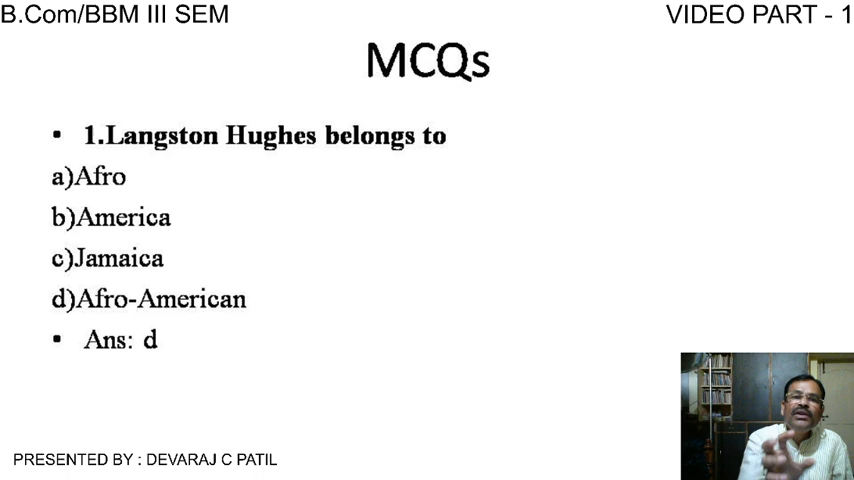 B.Com/BBM III SEM
VIDEO PART - 1
MCQs
• 1.Langston Hughes belongs to
a)Afro
b)America
c)Jamaica
d)Afro-American
• Ans: d
PRESENTED BY : DEVARAJ C PATIL